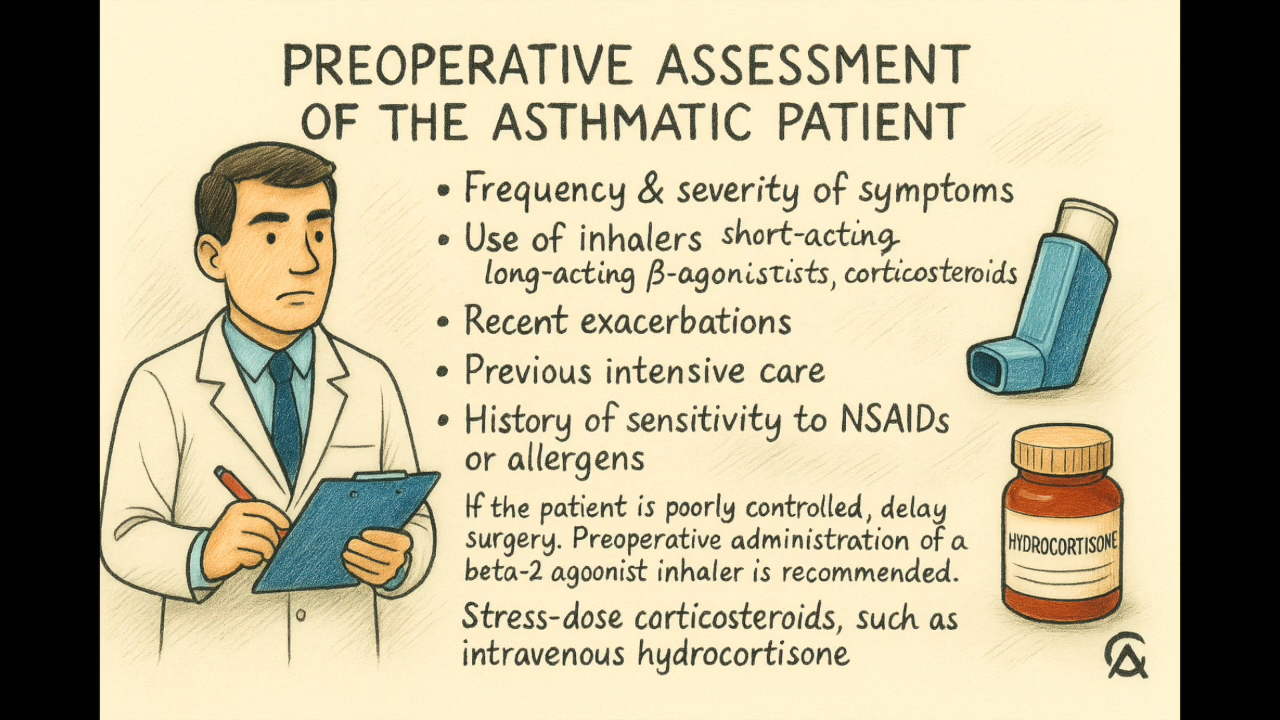 PREOPERATIVE ASSESSMENT
OF THE ASTHMATIC PATIENT
• Frequency & severity of symptoms
• Use of inhalers short-acting
long-acting β-agonistists, corticosteroids
• Recent exacerbations
• Previous intensive care
• History of sensitivity to NSAIDs
or allergens
If the patient is poorly controlled, delay
surgery. Preoperative administration of a
beta-2 agoonist inhaler is recommended.
Stress-dose corticosteroids, such as
intravenous hydrocortisone
HYDROCORTISONE